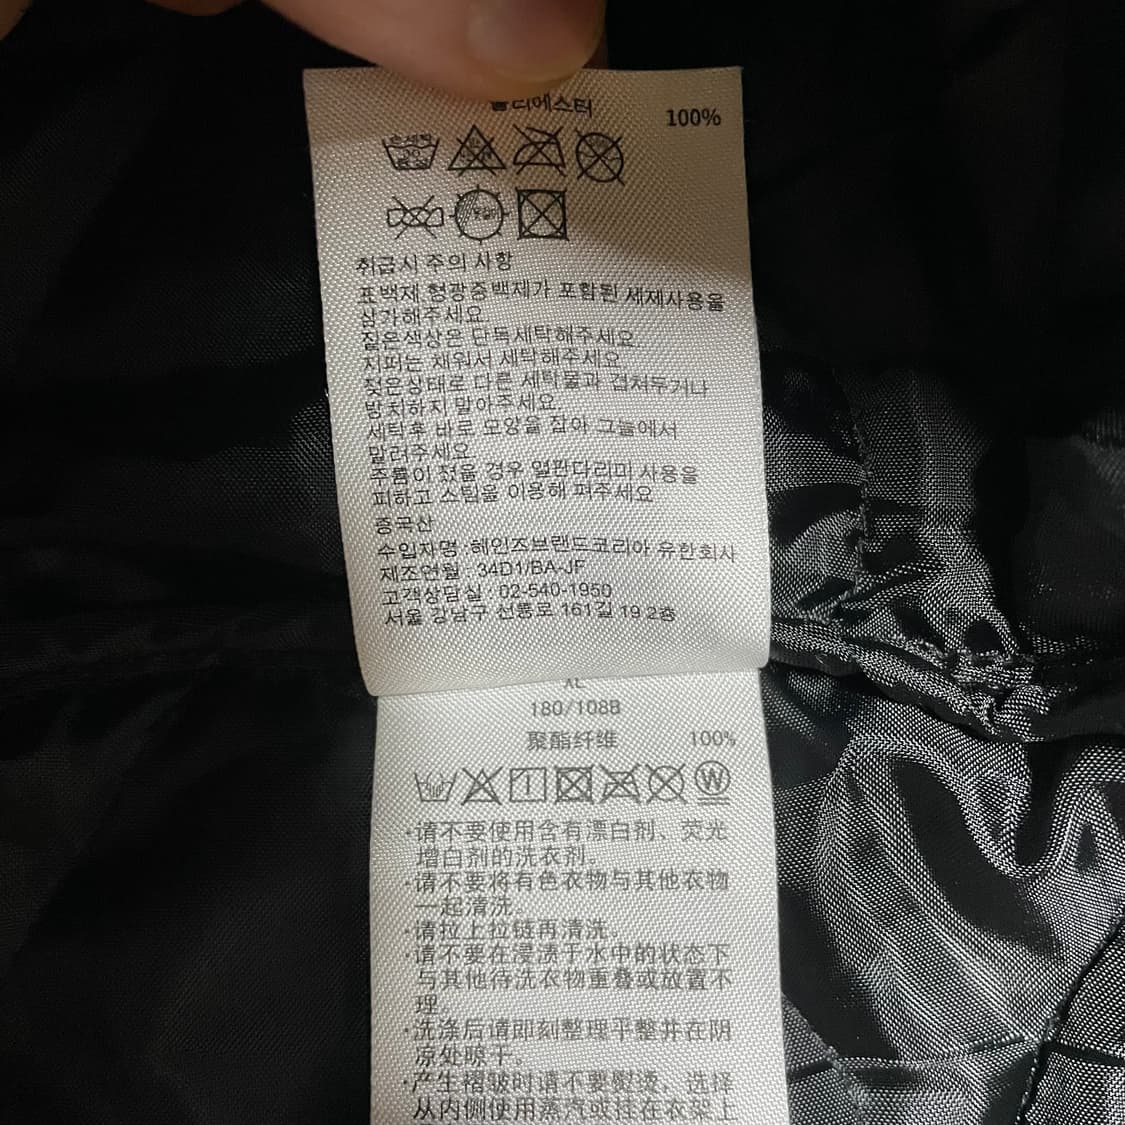 폴리에스터 100%
손세탁
30
중성
취급시 주의 사항
표백제,형광증백제가 포함된 세제사용을
삼가해주세요
짙은색상은 단독세탁해주세요
지퍼는 채워서 세탁해주세요
젖은상태로 다른 세탁물과 겹쳐두거나
방치하지 말아주세요
세탁후 바로 모양을 잡아 그늘에서
말려주세요
주름이 졌을 경우 열판다리미 사용을
피하고 스팀을 이용해 펴주세요
중국산
수입자명 :헤인즈브랜드코리아 유한회사
제조연월 : 34D1/BA-JF
고객상담실 : 02-540-1950
서울 강남구 선릉로 161길 19 2층
XL
180/108B
聚酯纤维 100%
W
·请不要使用含有漂白剂、荧光
增白剂的洗衣剂。
·请不要将有色衣物与其他衣物
一起清洗
·请拉上拉链再清洗。
·请不要在浸渍于水中的状态下
与其他待洗衣物重叠或放置不
理.
·洗涤后请即刻整理平整并在阴
凉处晾干。
·产生褶皱时请不要熨烫，选择
从内侧使用蒸汽或挂在衣架上